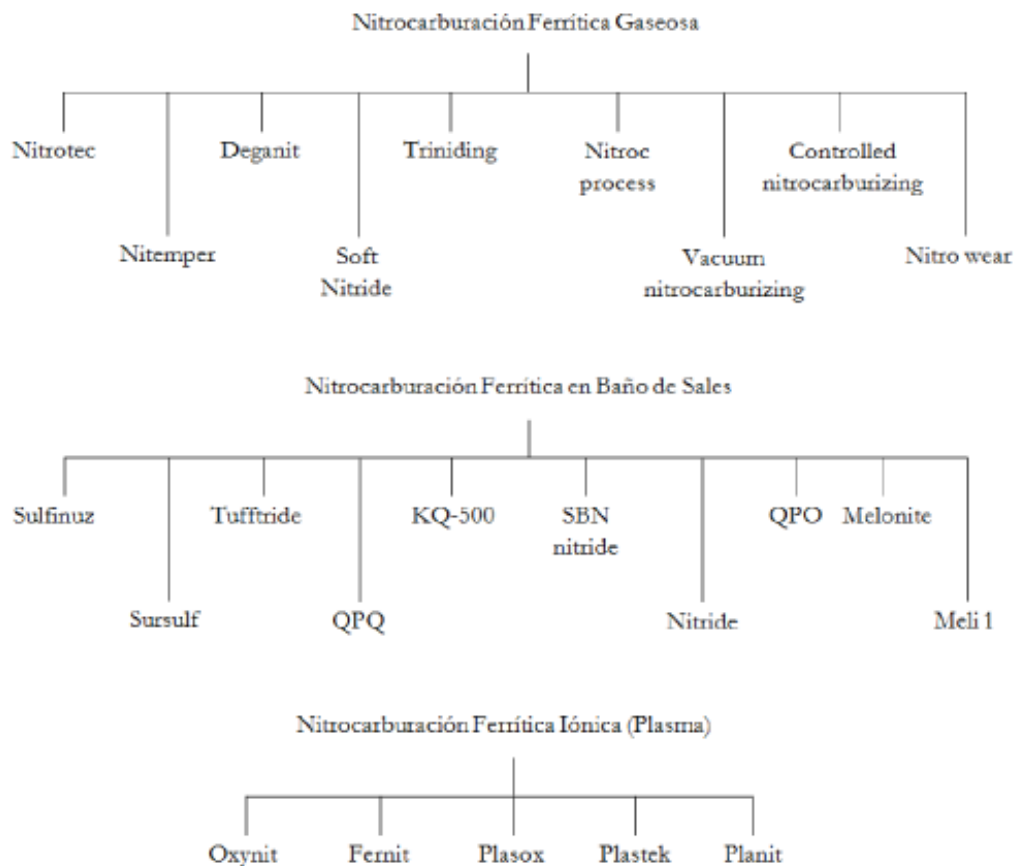 Nitrocarburación Ferrítica Gaseosa
Nitrotec
Deganit
Triniding
Nitroc
process
Controlled
nitrocarburizing
Nitemper
Soft
Nitride
Vacuum
nitrocarburizing
Nitro wear
Nitrocarburación Ferrítica en Baño de Sales
Sulfinuz
Tufftride
KQ-500
SBN
nitride
QPO
Melonite
Sursulf
QPQ
Nitride
Meli 1
Nitrocarburación Ferrítica Iónica (Plasma)
Oxynit
Fernit
Plasox
Plastek
Planit